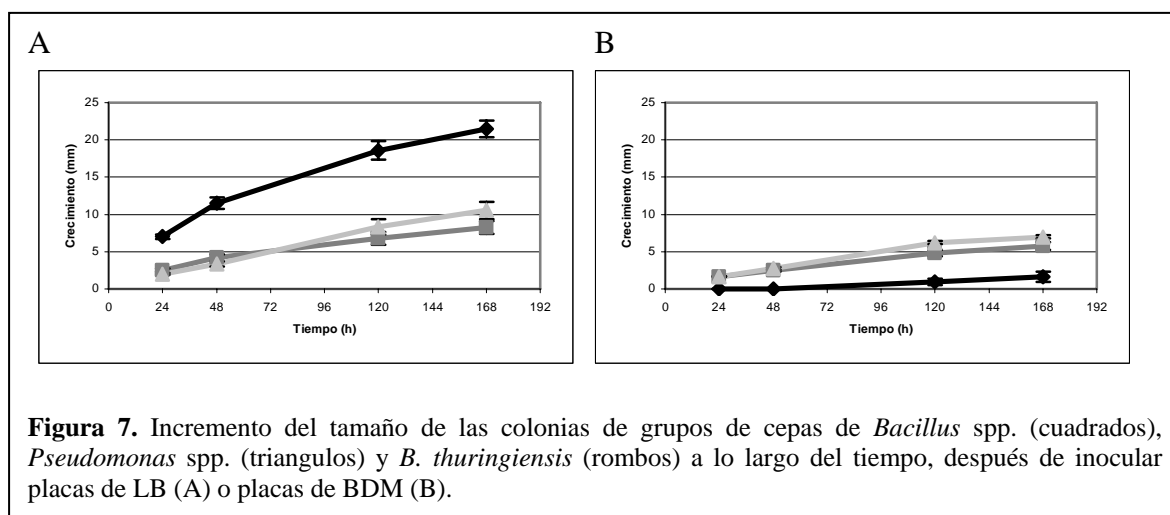 A
B
25
20
15
10
5
0
Crecimiento (mm)
0 24 48 72 96 120 144 168 192
Tiempo (h)
25
20
15
10
5
0
Crecimiento (mm)
0 24 48 72 96 120 144 168 192
Tiempo (h)
Figura 7. Incremento del tamaño de las colonias de grupos de cepas de Bacillus spp. (cuadrados),
Pseudomonas spp. (triangulos) y B. thuringiensis (rombos) a lo largo del tiempo, después de inocular
placas de LB (A) o placas de BDM (B).